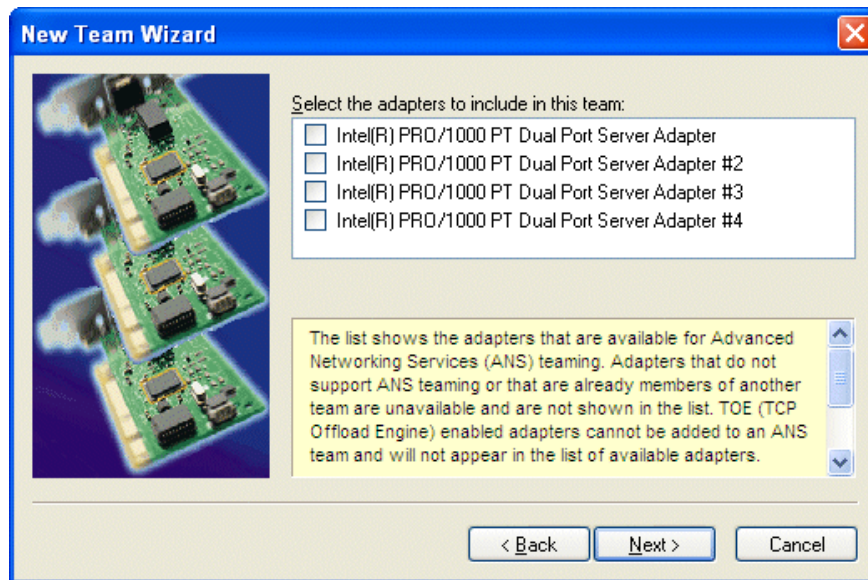 New Team Wizard
Select the adapters to include in this team:
Intel(R) PRO/1000 PT Dual Port Server Adapter
Intel(R) PRO/1000 PT Dual Port Server Adapter #2
Intel(R) PRO/1000 PT Dual Port Server Adapter #3
Intel(R) PRO/1000 PT Dual Port Server Adapter #4
The list shows the adapters that are available for Advanced
Networking Services (ANS) teaming. Adapters that do not
support ANS teaming or that are already members of another
team are unavailable and are not shown in the list. TOE (TCP
Offload Engine) enabled adapters cannot be added to an ANS
team and will not appear in the list of available adapters.
< Back
Next >
Cancel